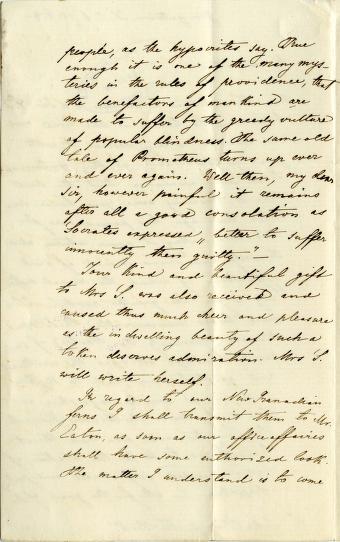 people, as the hypocrites say. True
enough it is one of the many mys-
teries in the rules of providence, that
the benefactors of mankind are
made to suffer by the greedy vulture
of popular blindness. The same old
tale of Prometheus turns up ever
and ever again. Well then, my dear
Sir, however painful it remains
after all a good consolation as
Socrates expressed „better to suffer
innocently then guilty." —
Your kind and beautiful gift
to Mrs S. was also received and
caused thus much cheer and pleasure
as the indwelling beauty of such a
token deserves admiration. Mrs S.
will write herself.
In regard to our New Granadian
ferns I shall transmit them to Mr.
Eaton, as soon as our affairs
shall have some authorized look.
The matter I understand is to come